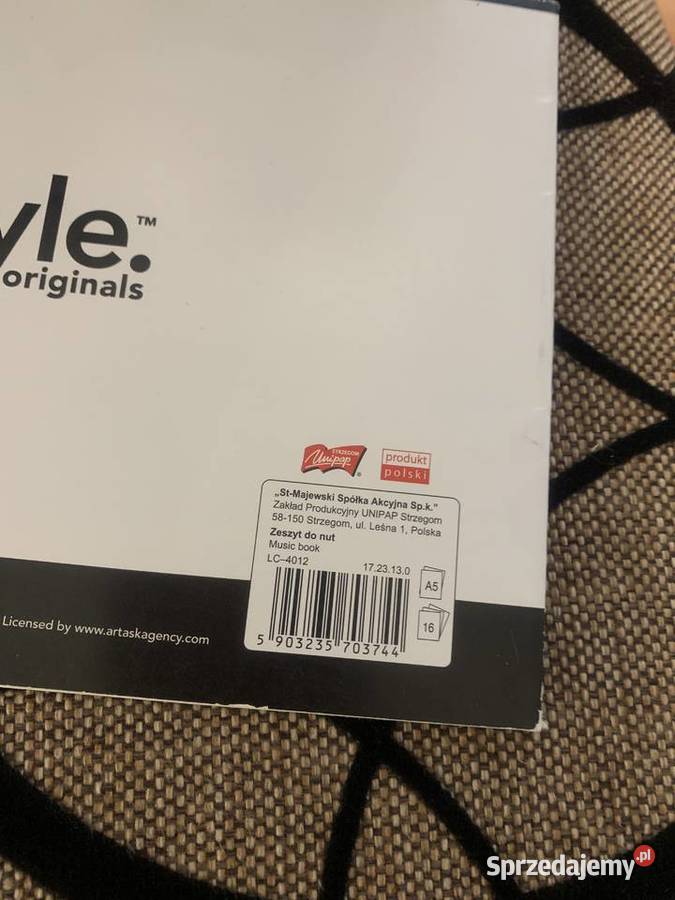 yle.™
originals
STRZEGOM
Unipap
®
produkt
polski
„St-Majewski Spółka Akcyjna Sp.k.”
Zakład Produkcyjny UNIPAP Strzegom
58-150 Strzegom, ul. Leśna 1, Polska
Zeszyt do nut
Music book
LC–4012
17.23.13.0
A5
16
5 903235 703744
Licensed by www.artaskagency.com
Sprzedajemy.pl